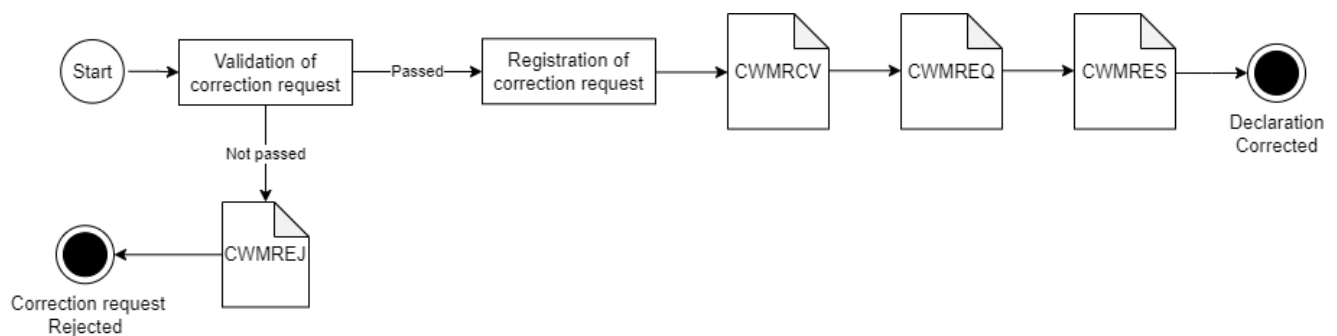 Start
Validation of
correction request
Passed
Registration of
correction request
CWMRCV
CWMREQ
CWMRES
Declaration
Corrected
Not passed
CWMREJ
Correction request
Rejected